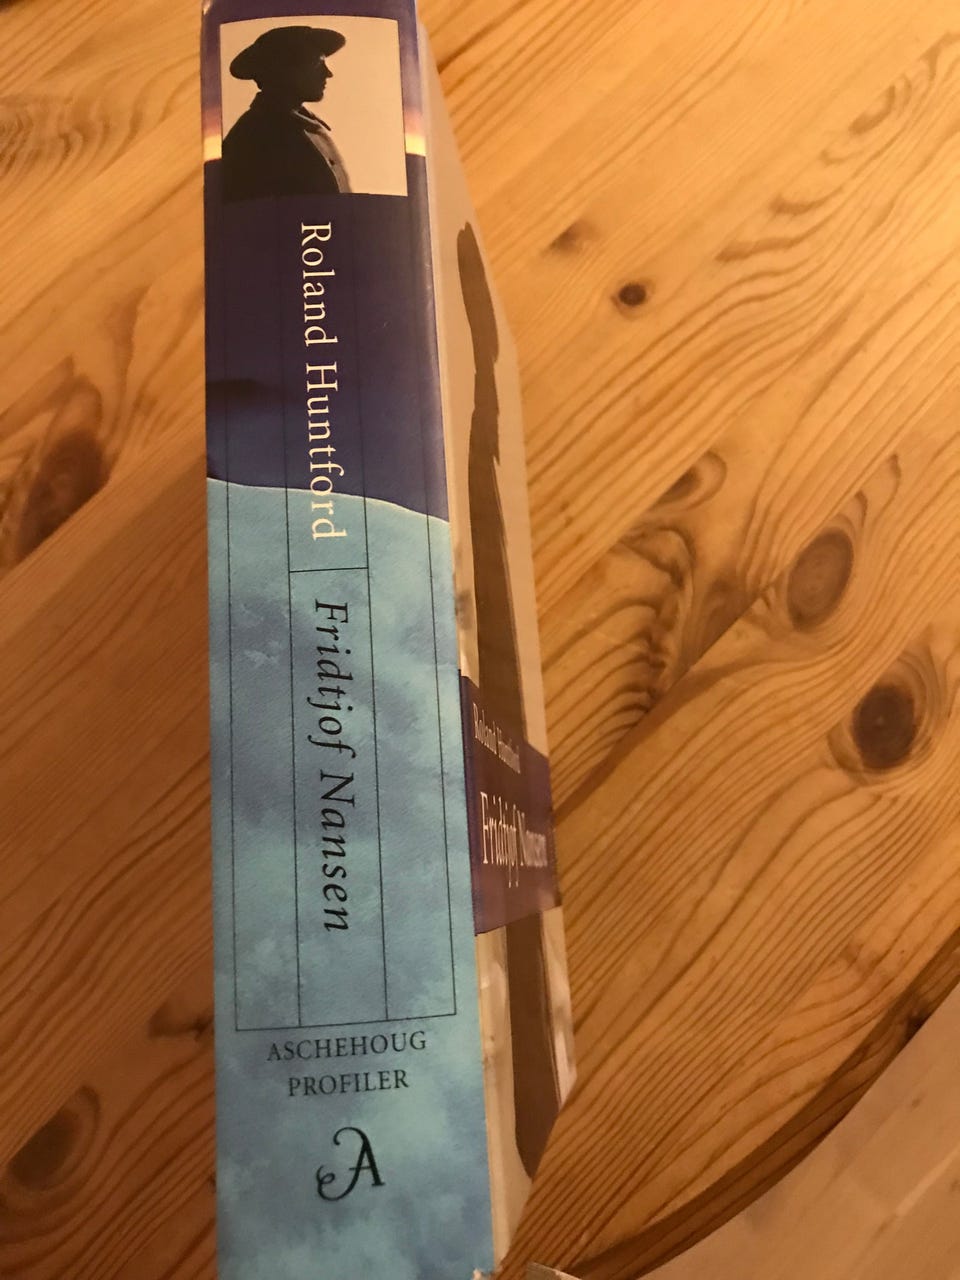 Roland Huntford
Fridtjof Nansen
ASCHEHOUG
PROFILER
A
Roland Huntford
Fridtjof Nansen